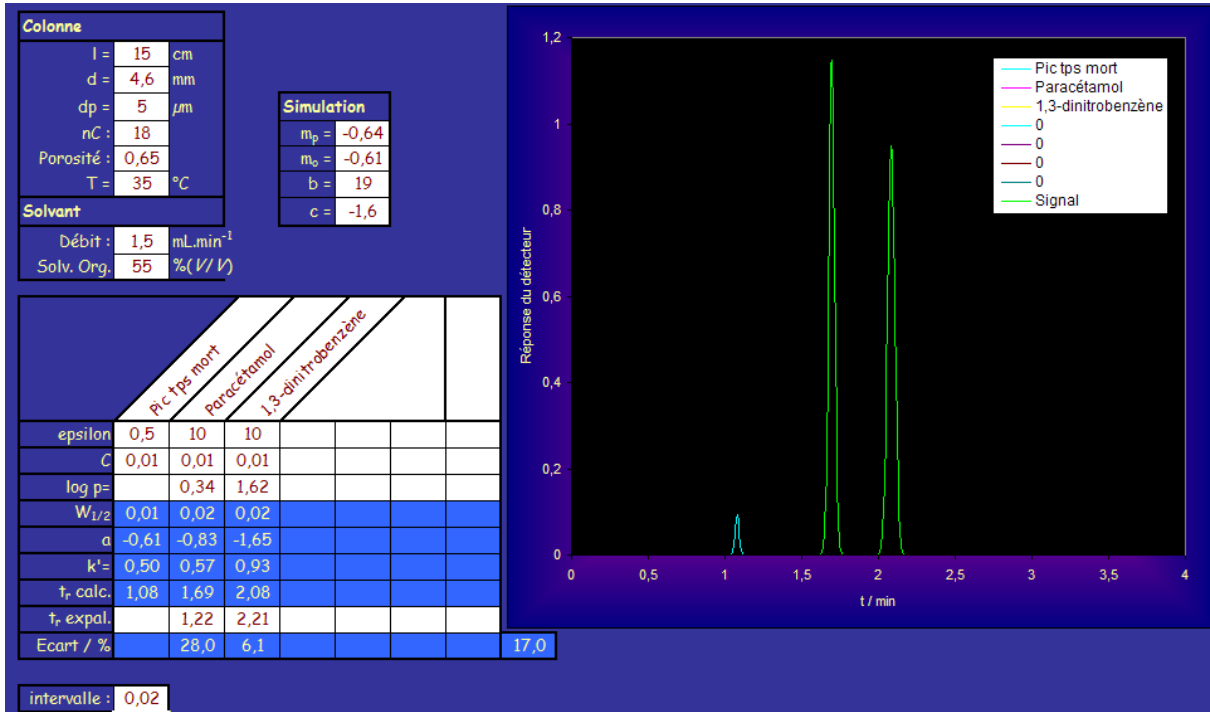 Colonne
l = 15 cm
d = 4,6 mm
dp = 5 µm
nC : 18
Porosité : 0,65
T = 35 °C
Solvant
Débit : 1,5 mL.min-1
Solv. Org. 55 %(V/V)
Simulation
mp = -0,64
mo = -0,61
b = 19
c = -1,6
Pic tps mort
Paracétamol
1,3-dinitrobenzène
epsilon 0,5 10 10
C 0,01 0,01 0,01
log p= 0,34 1,62
W1/2 0,01 0,02 0,02
a -0,61 -0,83 -1,65
k'= 0,50 0,57 0,93
tr calc. 1,08 1,69 2,08
tr expal. 1,22 2,21
Ecart / % 28,0 6,1 17,0
intervalle : 0,02
Réponse du détecteur
1,2
1
0,8
0,6
0,4
0,2
0
0 0,5 1 1,5 2 2,5 3 3,5 4
t / min
Pic tps mort
Paracétamol
1,3-dinitrobenzène
0
0
0
0
Signal